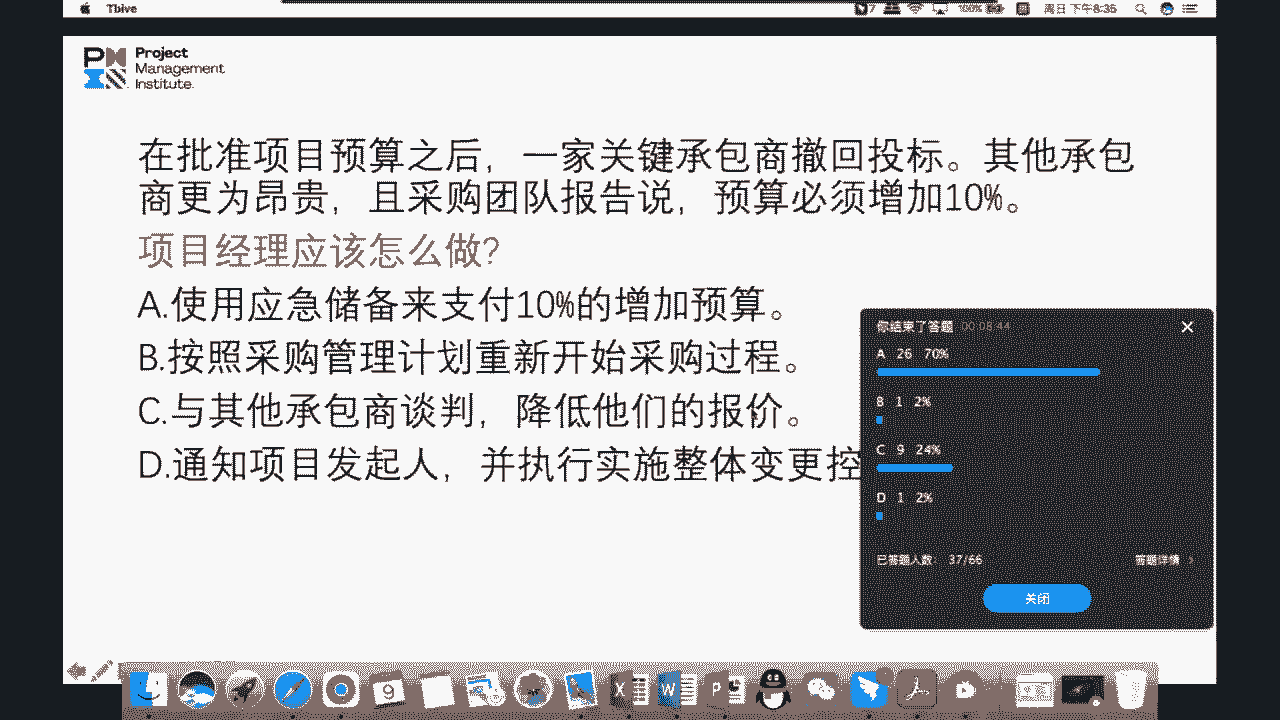 Tbive
7
100%
周日 下午8:35
Project
Management
Institute.
在批准项目预算之后，一家关键承包商撤回投标。其他承包
商更为昂贵，且采购团队报告说，预算必须增加10%。
项目经理应该怎么做?
A.使用应急储备来支付10%的增加预算。
B.按照采购管理计划重新开始采购过程。
C.与其他承包商谈判，降低他们的报价。
D.通知项目发起人，并执行实施整体变更控
你结束了答题 00:08:44
A 26 70%
B 1 2%
C 9 24%
D 1 2%
已答题人数: 37/66
答题详情
关闭
9